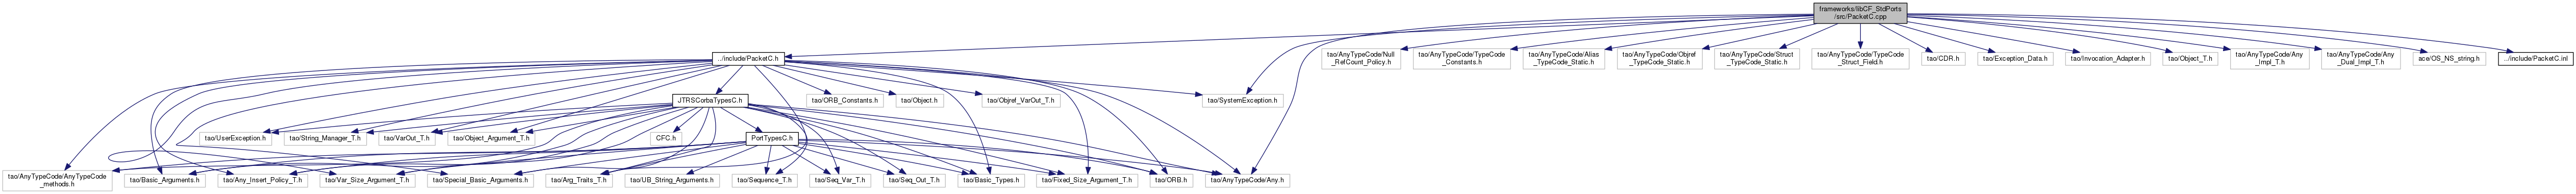 frameworks/libCF_StdPorts
/src/PacketC.cpp
../include/PacketC.h
tao/AnyTypeCode/Null
_RefCount_Policy.h
tao/AnyTypeCode/TypeCode
_Constants.h
tao/AnyTypeCode/Alias
_TypeCode_Static.h
tao/AnyTypeCode/Objref
_TypeCode_Static.h
tao/AnyTypeCode/Struct
_TypeCode_Static.h
tao/AnyTypeCode/TypeCode
_Struct_Field.h
tao/CDR.h
tao/Exception_Data.h
tao/Invocation_Adapter.h
tao/Object_T.h
tao/AnyTypeCode/Any
_Impl_T.h
tao/AnyTypeCode/Any
_Dual_Impl_T.h
ace/OS_NS_string.h
../include/PacketC.inl
JTRSCorbaTypesC.h
tao/ORB_Constants.h
tao/Object.h
tao/Objref_VarOut_T.h
tao/SystemException.h
tao/UserException.h
tao/String_Manager_T.h
tao/VarOut_T.h
tao/Object_Argument_T.h
CFC.h
PortTypesC.h
tao/AnyTypeCode/AnyTypeCode
_methods.h
tao/Basic_Arguments.h
tao/Any_Insert_Policy_T.h
tao/Var_Size_Argument_T.h
tao/Special_Basic_Arguments.h
tao/Arg_Traits_T.h
tao/UB_String_Arguments.h
tao/Sequence_T.h
tao/Seq_Var_T.h
tao/Seq_Out_T.h
tao/Basic_Types.h
tao/Fixed_Size_Argument_T.h
tao/ORB.h
tao/AnyTypeCode/Any.h